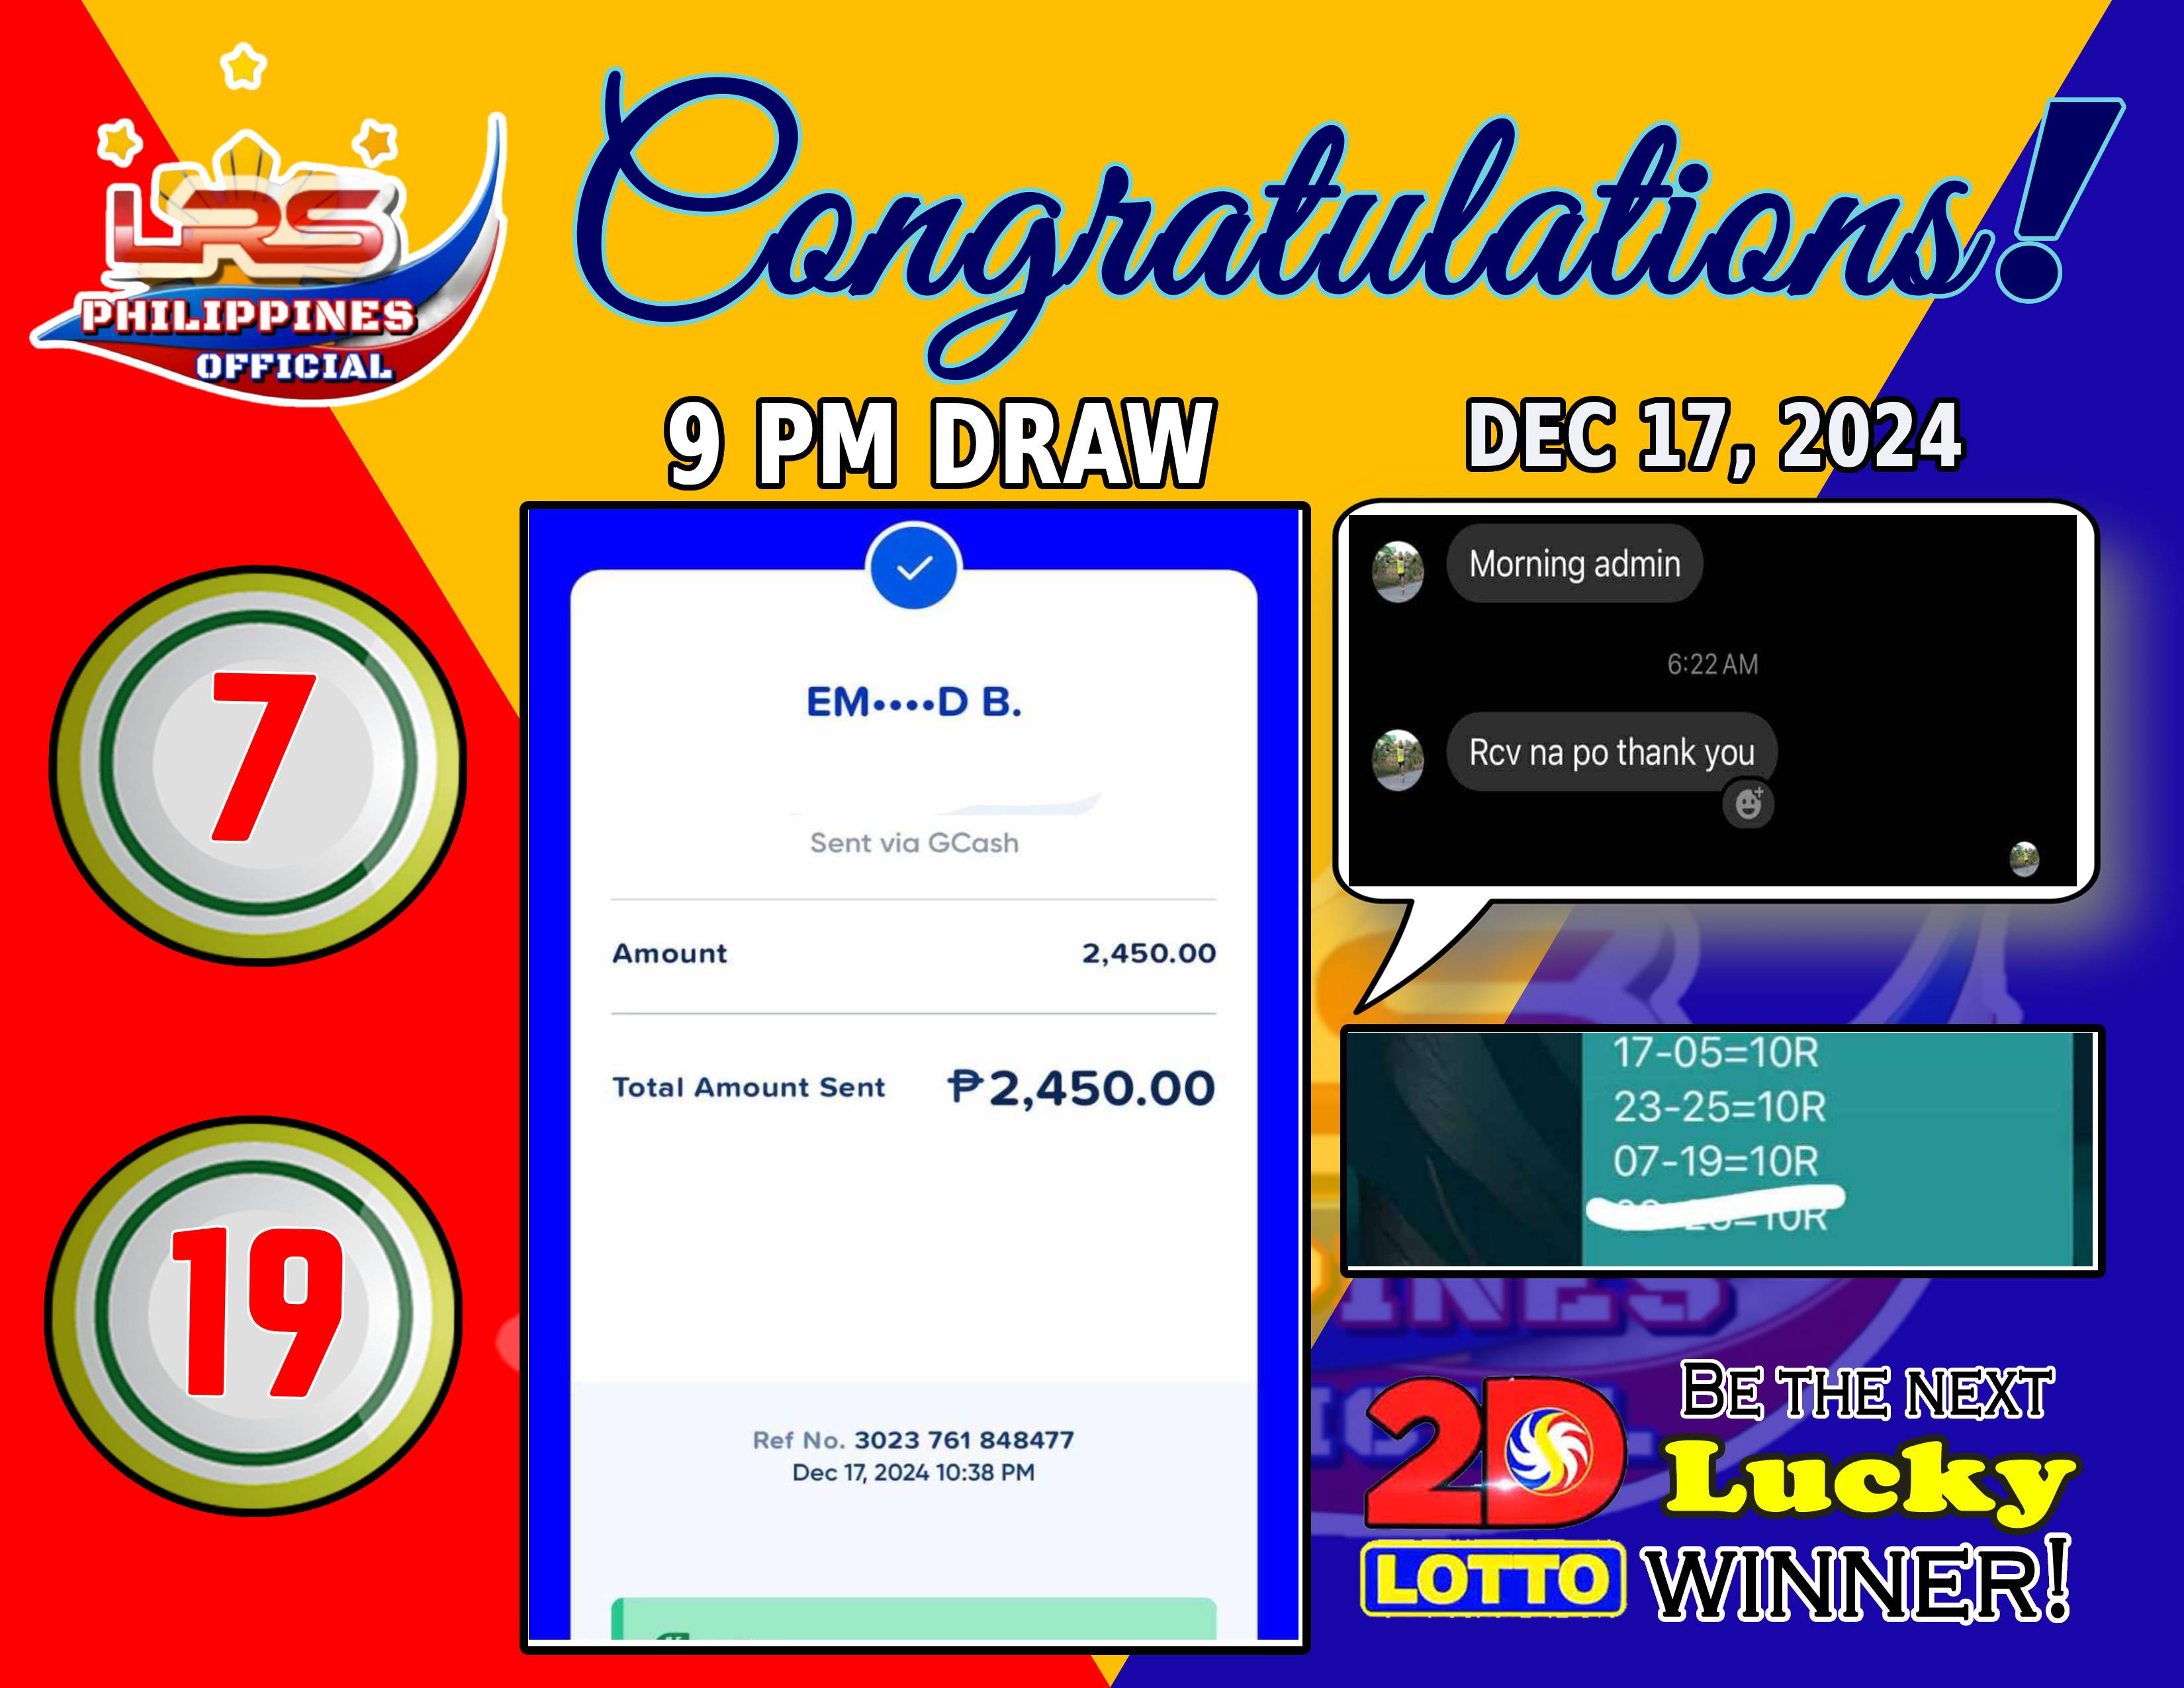 LRS
PHILIPPINES
OFFICIAL
Congratulations!
9 PM DRAW
DEC 17, 2024
7
19
EM••••D B.
Sent via GCash
Amount 2,450.00
Total Amount Sent ₱2,450.00
Ref No. 3023 761 848477
Dec 17, 2024 10:38 PM
Morning admin
6:22 AM
Rcv na po thank you
17-05=10R
23-25=10R
07-19=10R
2D
LOTTO
BE THE NEXT
Lucky
WINNER!